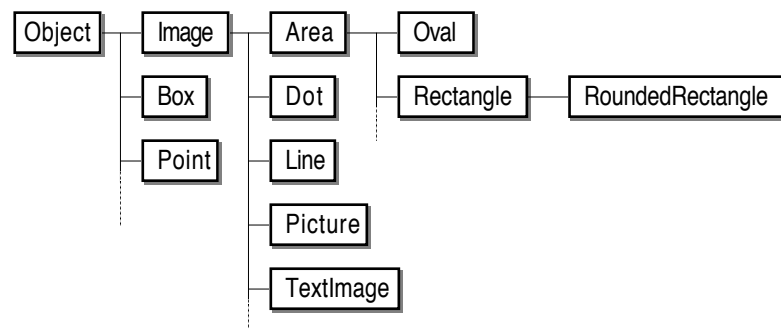 Object Image Area Oval
Box Dot Rectangle RoundedRectangle
Point Line
Picture
TextImage